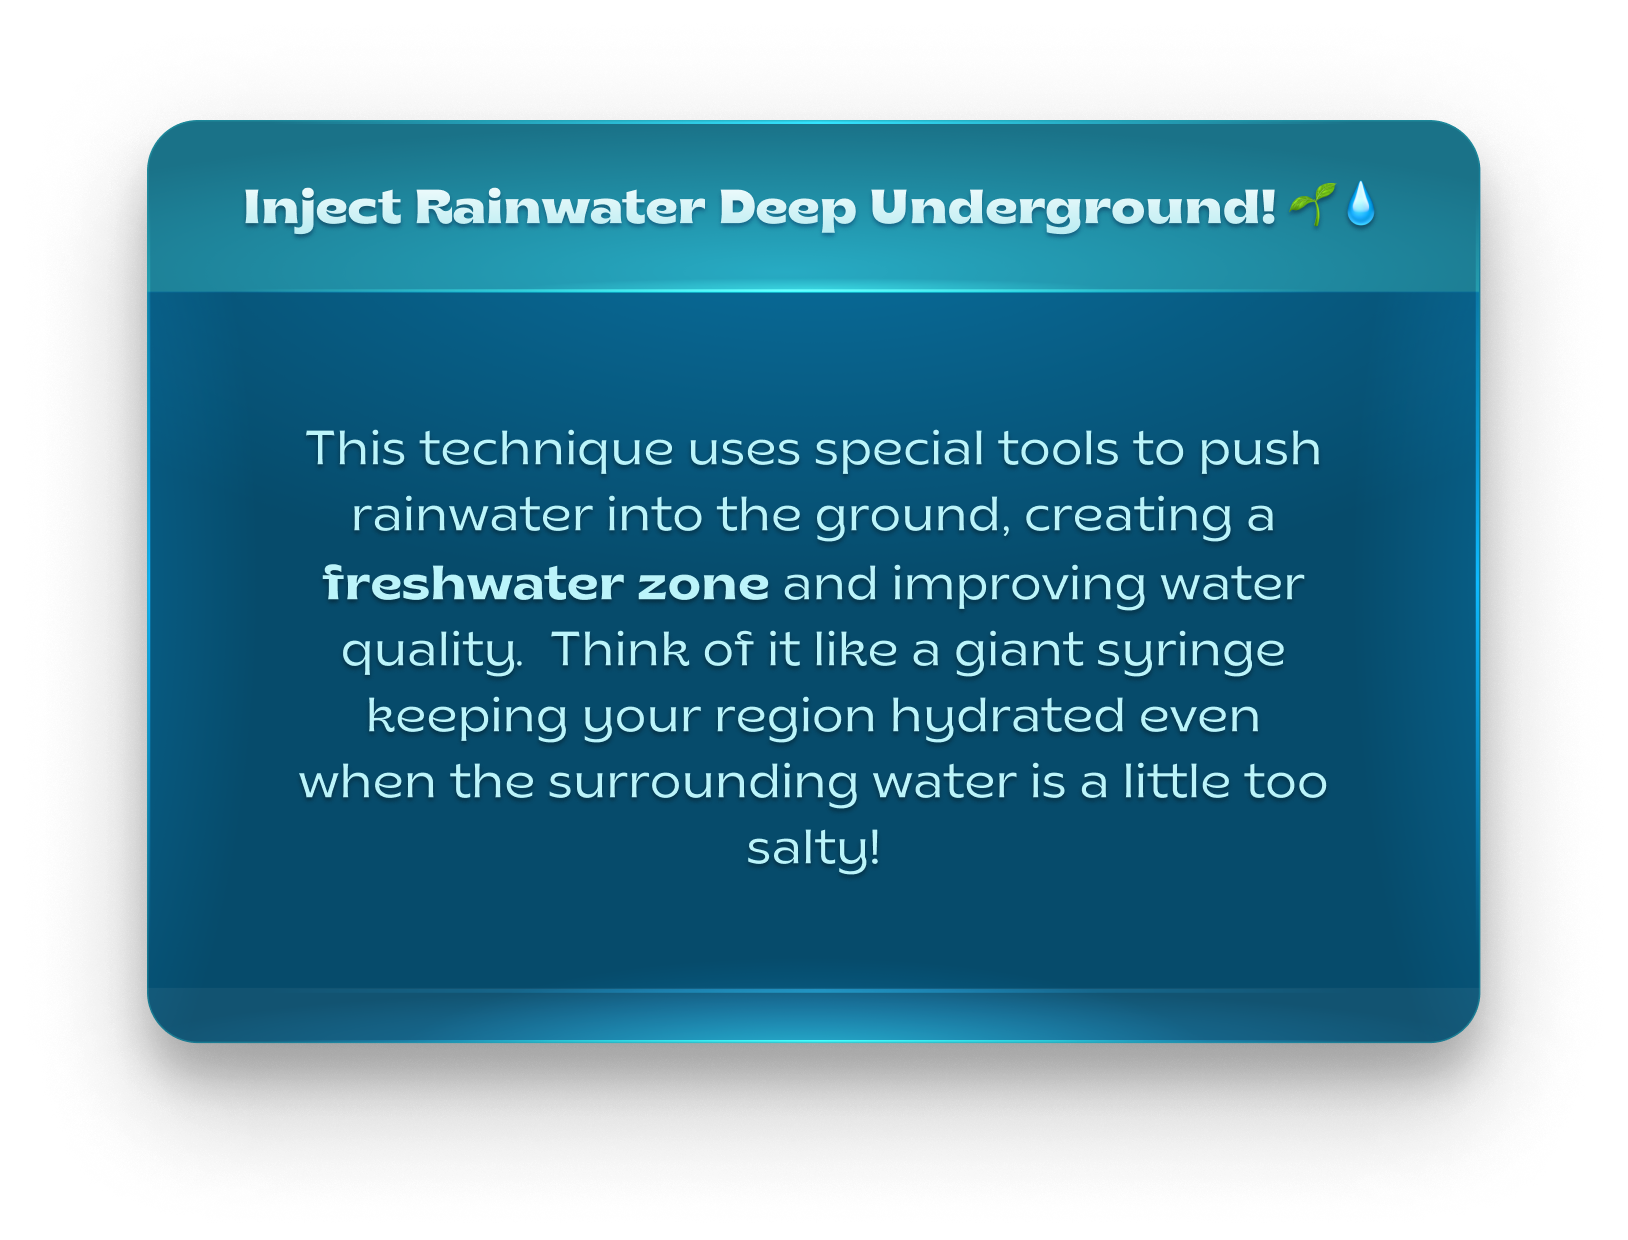 Inject Rainwater Deep Underground! 🌱💧
This technique uses special tools to push
rainwater into the ground, creating a
freshwater zone and improving water
quality.  Think of it like a giant syringe
keeping your region hydrated even
when the surrounding water is a little too
salty!